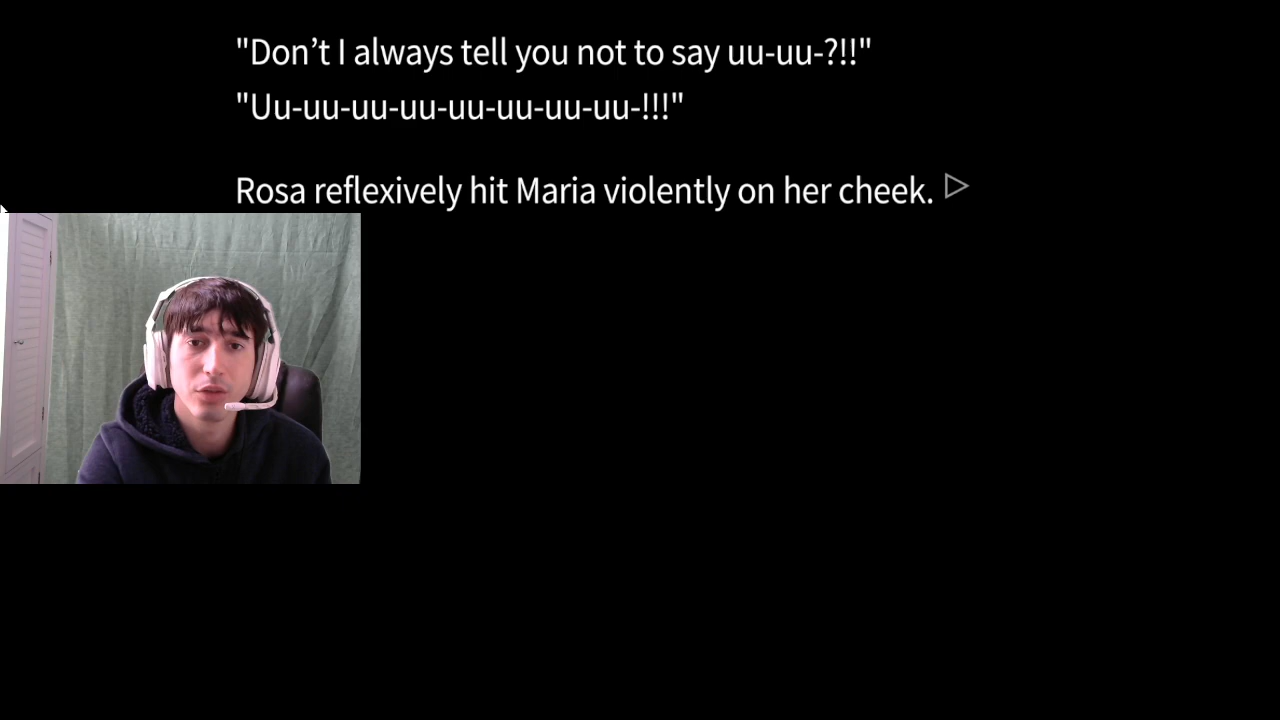 "Don’t I always tell you not to say uu-uu-?!!"
"Uu-uu-uu-uu-uu-uu-uu-uu-!!!"
Rosa reflexively hit Maria violently on her cheek.